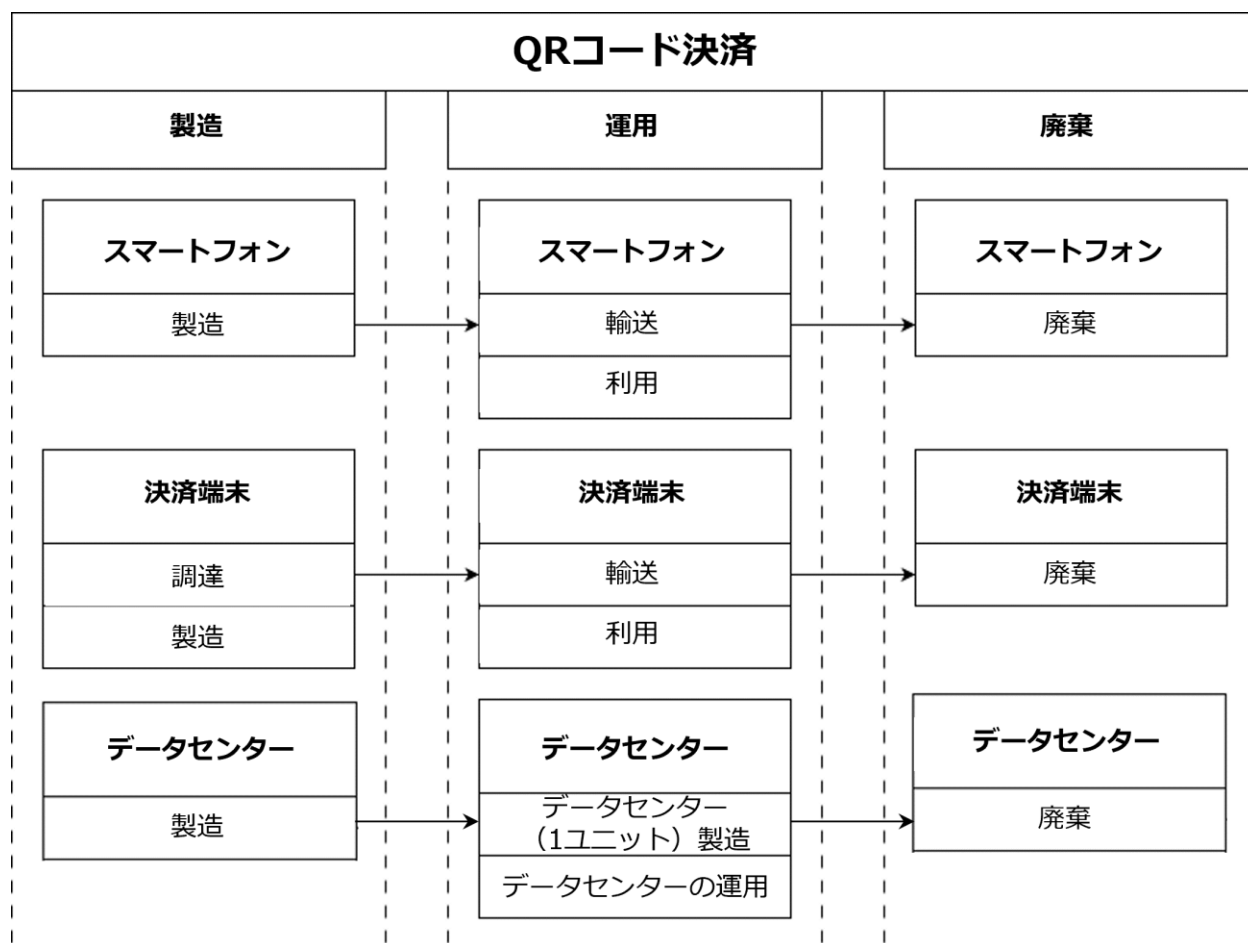 QRコード決済
製造
運用
廃棄
スマートフォン
製造
スマートフォン
輸送
利用
スマートフォン
廃棄
決済端末
調達
製造
決済端末
輸送
利用
決済端末
廃棄
データセンター
製造
データセンター
データセンター
（1ユニット）製造
データセンターの運用
データセンター
廃棄